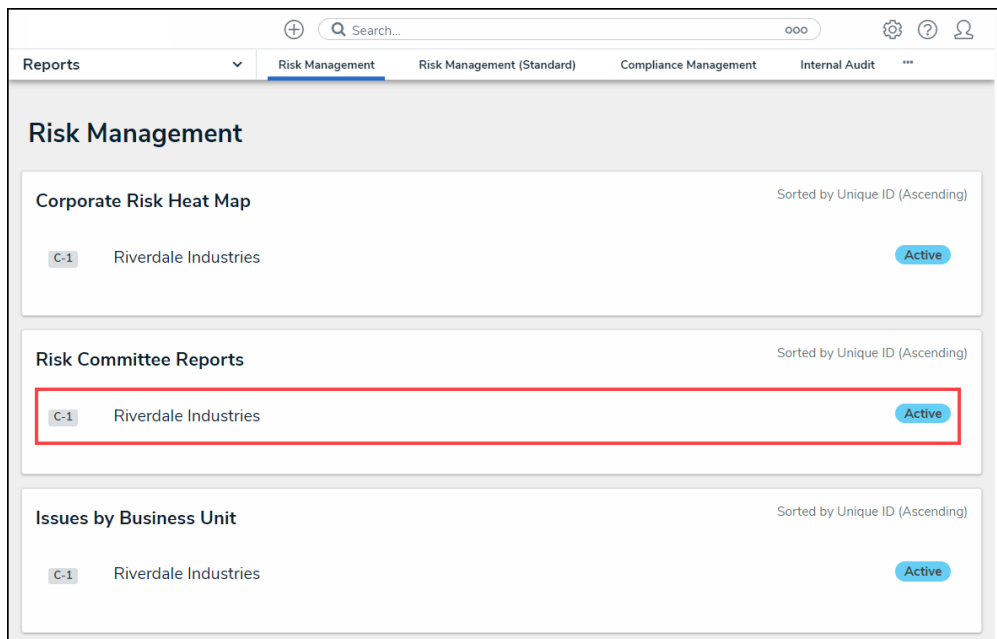 Search...
Reports
Risk Management Risk Management (Standard) Compliance Management Internal Audit
Risk Management
Corporate Risk Heat Map Sorted by Unique ID (Ascending)
C-1 Riverdale Industries Active
Risk Committee Reports Sorted by Unique ID (Ascending)
C-1 Riverdale Industries Active
Issues by Business Unit Sorted by Unique ID (Ascending)
C-1 Riverdale Industries Active